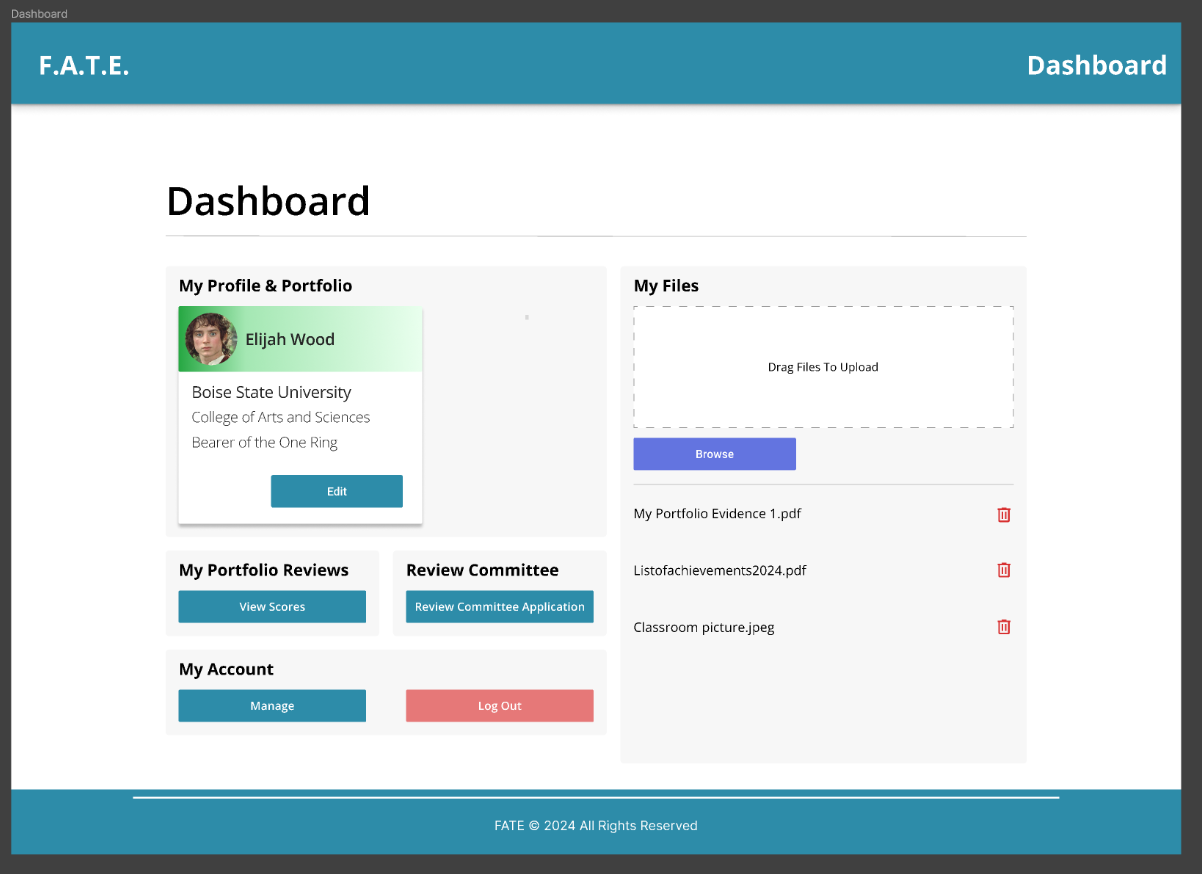 Dashboard
F.A.T.E.
Dashboard
Dashboard
My Profile & Portfolio
Elijah Wood
Boise State University
College of Arts and Sciences
Bearer of the One Ring
Edit
My Portfolio Reviews
View Scores
Review Committee
Review Committee Application
My Account
Manage
Log Out
My Files
Drag Files To Upload
Browse
My Portfolio Evidence 1.pdf
Listofachievements2024.pdf
Classroom picture.jpeg
FATE © 2024 All Rights Reserved